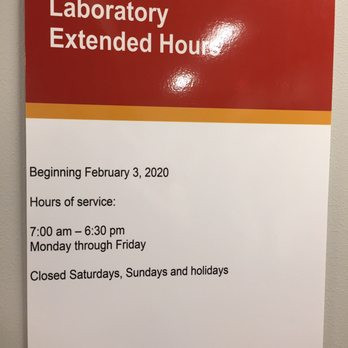 Laboratory
Extended Hours
Beginning February 3, 2020
Hours of service:
7:00 am – 6:30 pm
Monday through Friday
Closed Saturdays, Sundays and holidays